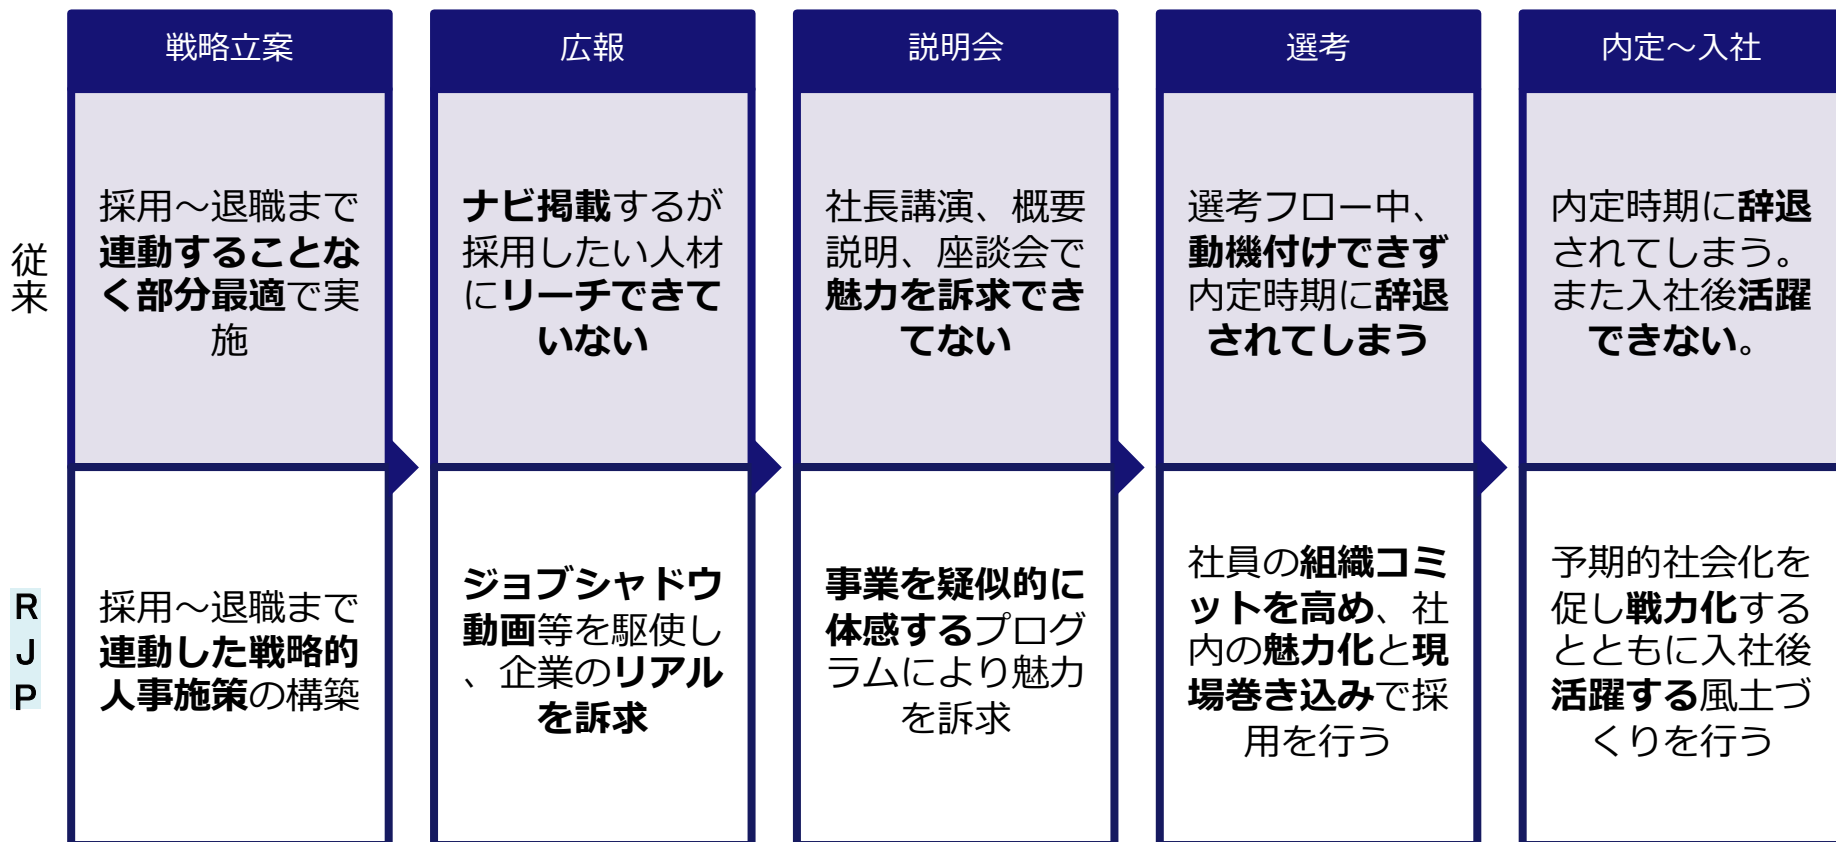 戦略立案
広報
説明会
選考
内定～入社
従
来
採用～退職まで
連動することな
く部分最適で実
施
ナビ掲載するが
採用したい人材
にリーチできて
いない
社長講演、概要
説明、座談会で
魅力を訴求でき
てない
選考フロー中、
動機付けできず
内定時期に辞退
されてしまう
内定時期に辞退
されてしまう。
また入社後活躍
できない。
R
J
P
採用～退職まで
連動した戦略的
人事施策の構築
ジョブシャドウ
動画等を駆使し
、企業のリアル
を訴求
事業を疑似的に
体感するプログ
ラムにより魅力
を訴求
社員の組織コミ
ットを高め、社
内の魅力化と現
場巻き込みで採
用を行う
予期的社会化を
促し戦力化する
とともに入社後
活躍する風土づ
くりを行う